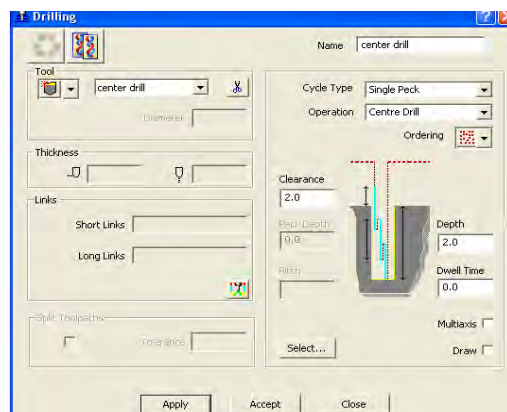 Drilling
Name center drill
Tool
center drill
Diameter
Thickness
Links
Short Links
Long Links
Split Toolpaths
Tolerance
Cycle Type Single Peck
Operation Centre Drill
Ordering
Clearance
2.0
Peck Depth
0.0
Pitch
Depth
2.0
Dwell Time
0.0
Multiaxis
Select...
Draw
Apply Accept Close